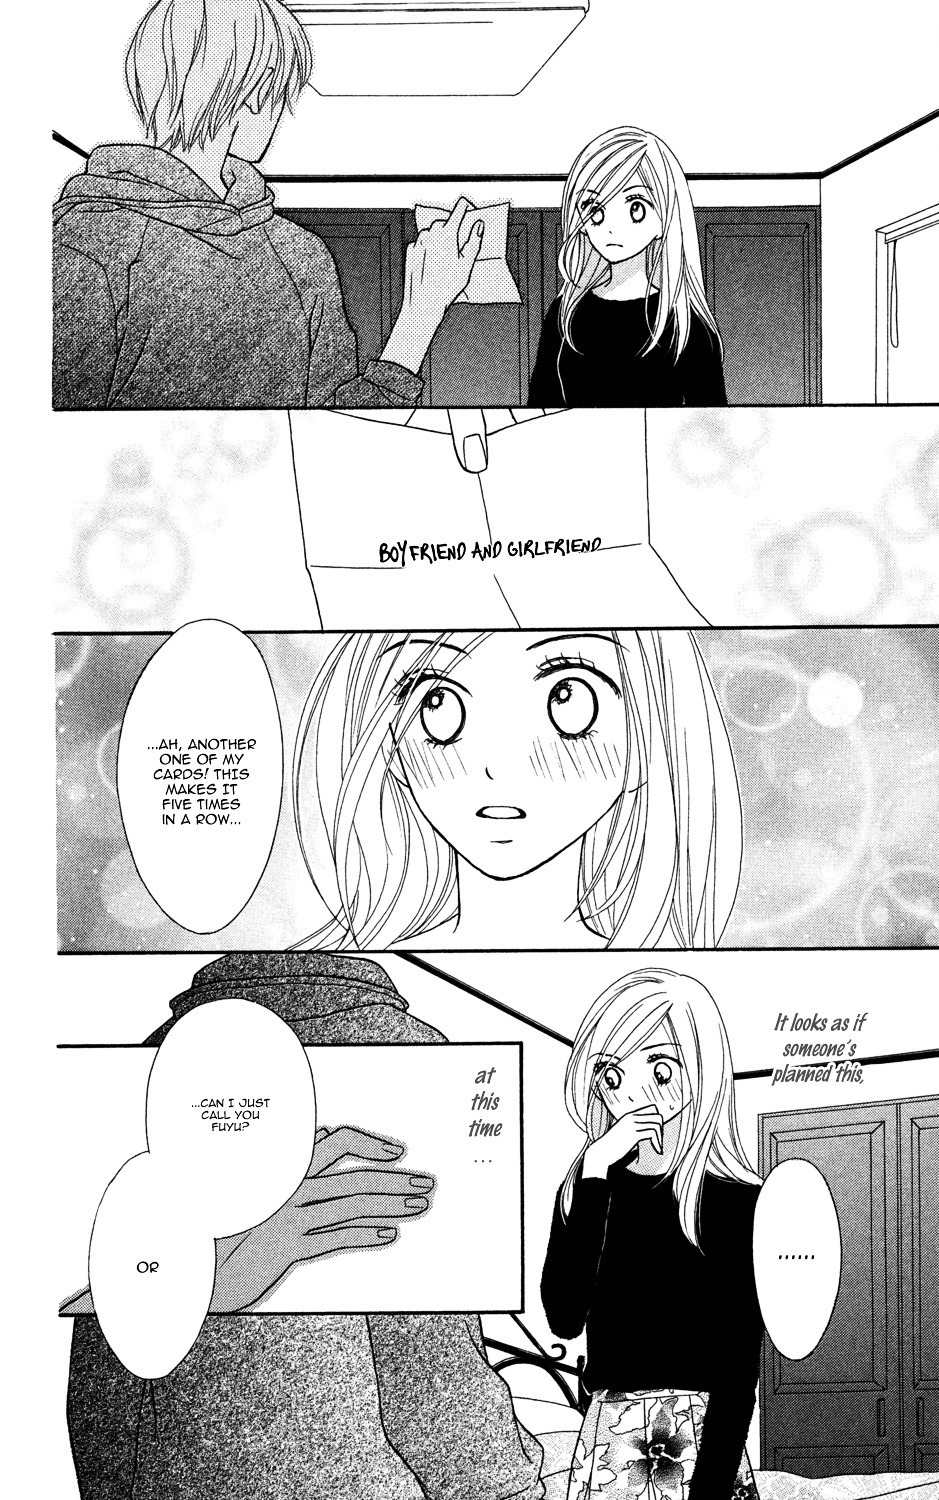 BOYFRIEND AND GIRLFRIEND
...AH, ANOTHER
ONE OF MY
CARDS! THIS
MAKES IT
FIVE TIMES
IN A ROW...
It looks as if
someone's
planned this,
at
this
time
...
...CAN I JUST
CALL YOU
FUYU?
OR
......